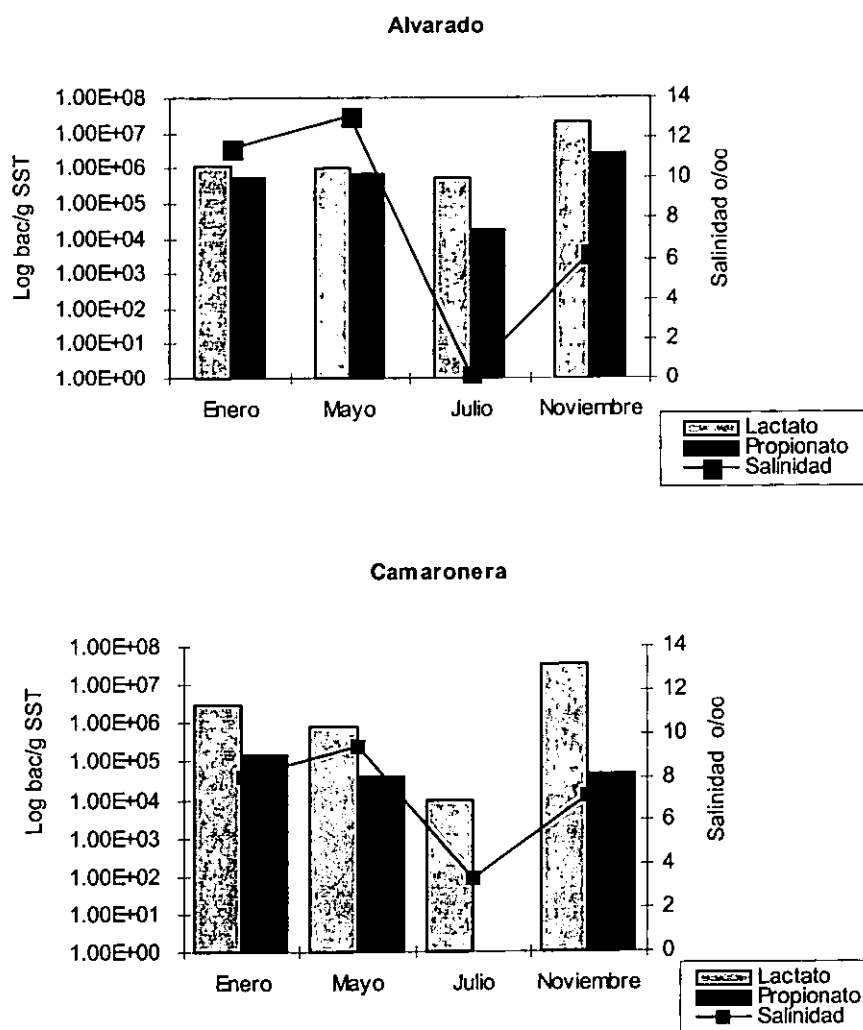 Alvarado
1.00E+08
1.00E+07
1.00E+06
1.00E+05
1.00E+04
1.00E+03
1.00E+02
1.00E+01
1.00E+00
Log bac/g SST
14
12
10
8
6
4
2
0
Salinidad o/oo
Enero Mayo Julio Noviembre
Lactato
Propionato
Salinidad
Camaronera
1.00E+08
1.00E+07
1.00E+06
1.00E+05
1.00E+04
1.00E+03
1.00E+02
1.00E+01
1.00E+00
Log bac/g SST
14
12
10
8
6
4
2
0
Salinidad o/oo
Enero Mayo Julio Noviembre
Lactato
Propionato
Salinidad